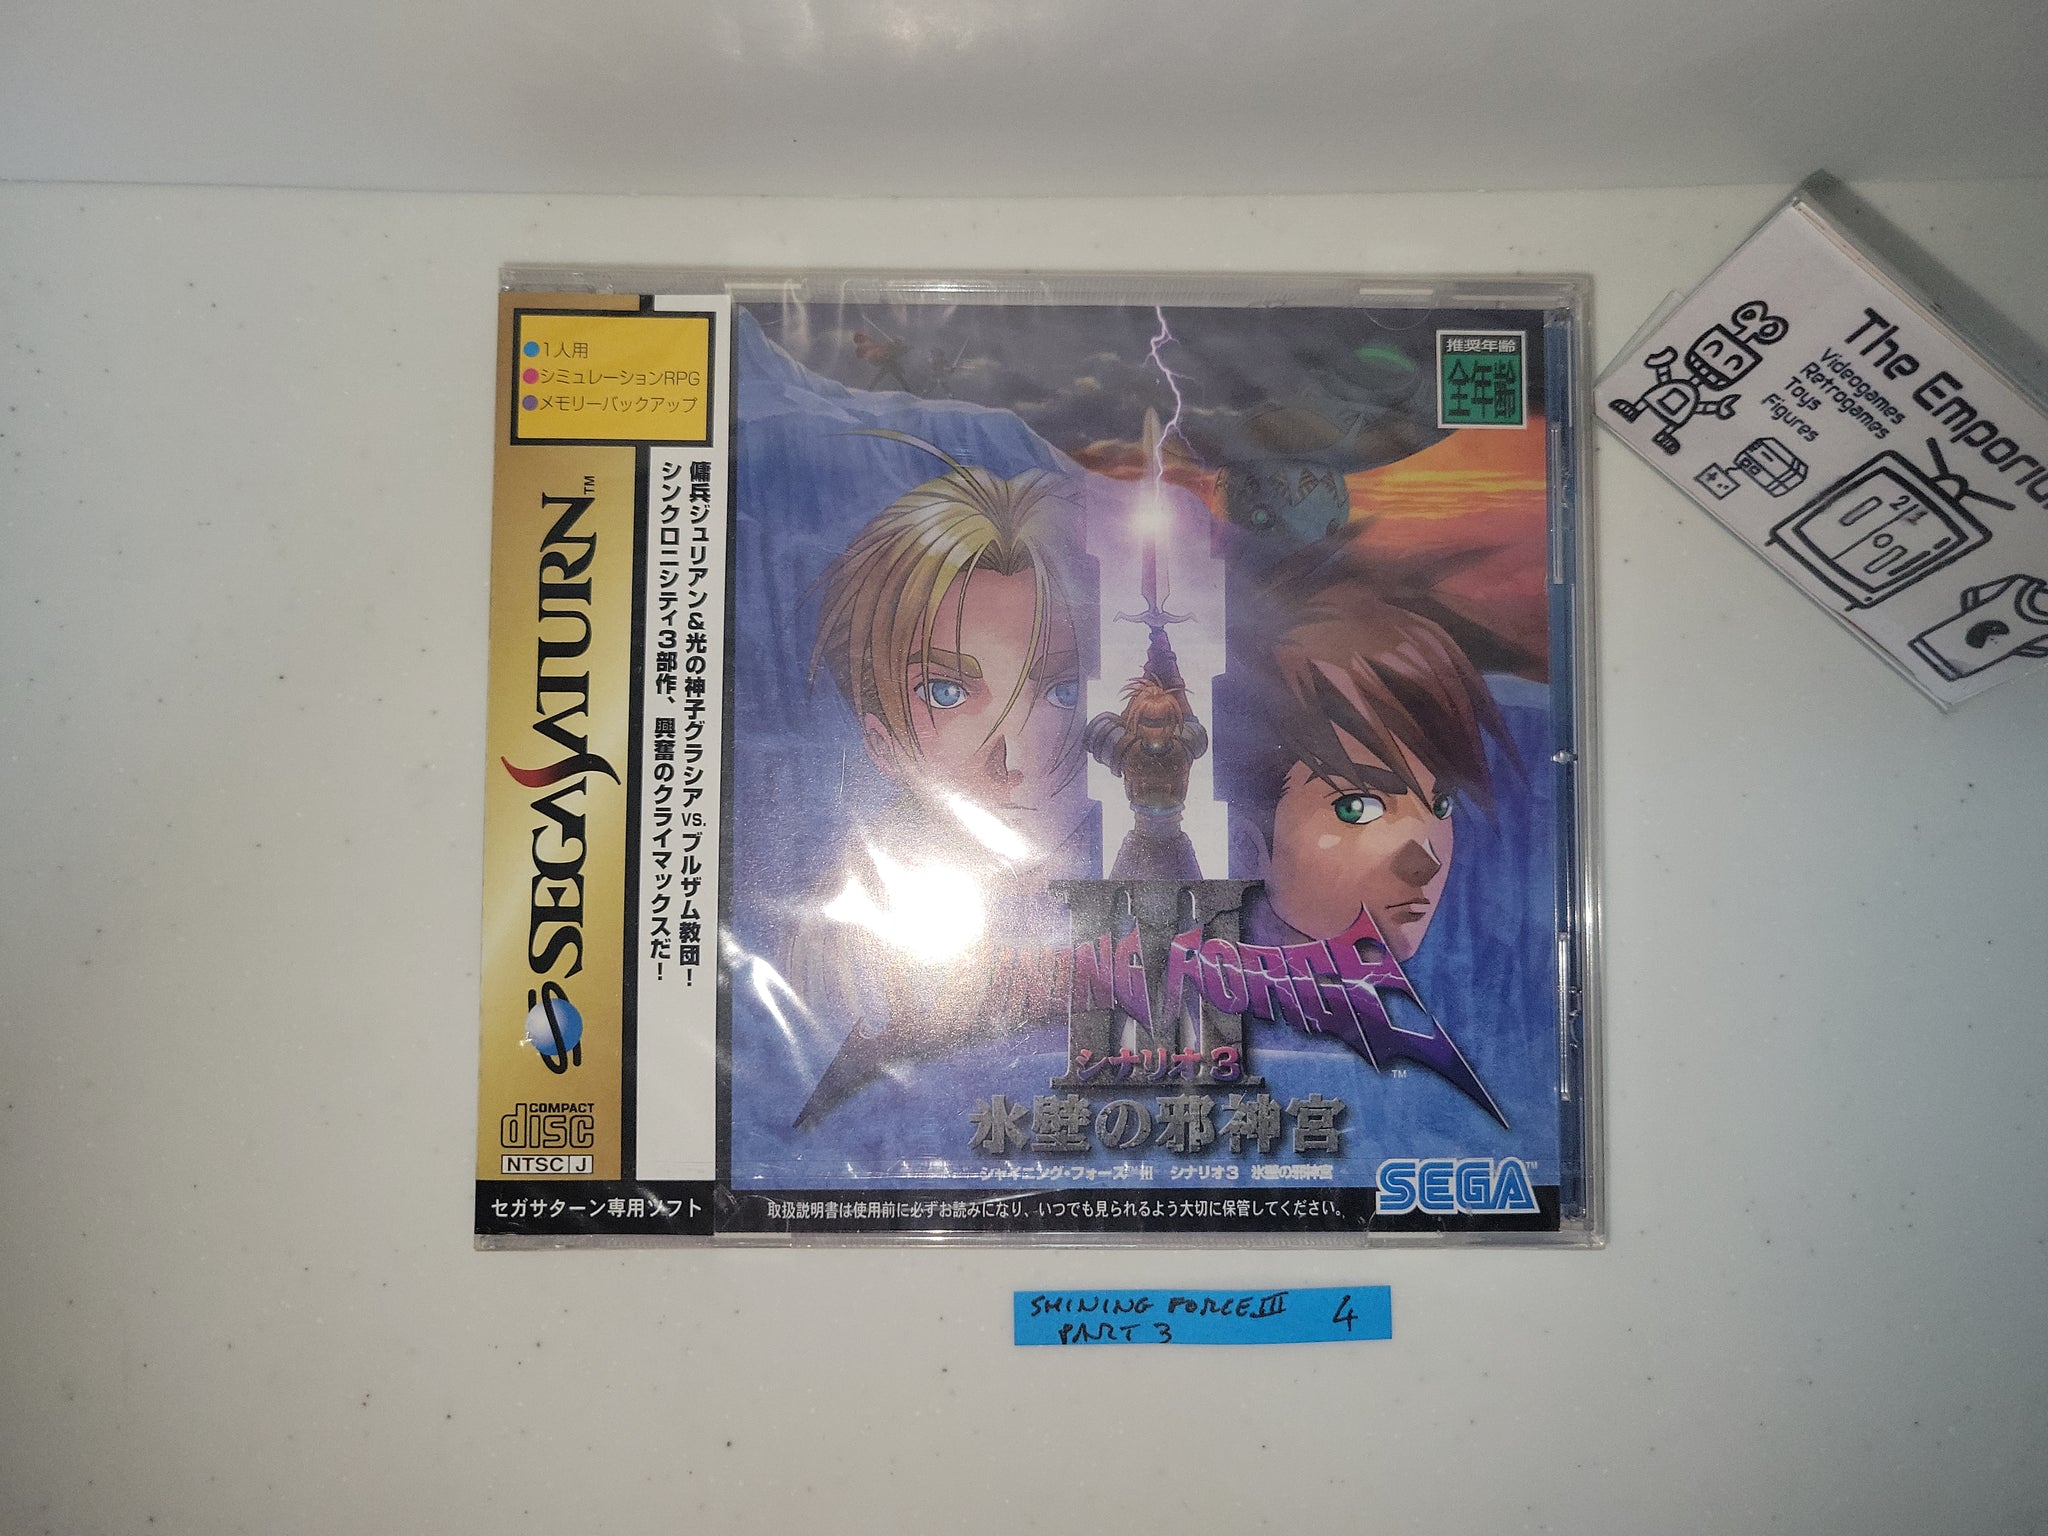 1人用
シミュレーションRPG
メモリーバックアップ
傭兵ジュリアン&光の神子グラシア vs. ブルザム教団!
シンクロニシティ3部作、興奮のクライマックスだ!
SEGA SATURN™
COMPACT
disc
NTSC J
セガサターン専用ソフト
推奨年齢
全年齢
III
NING FORCE
™
シナリオ3
氷壁の邪神宮
シャイニング・フォース III シナリオ3 氷壁の邪神宮
取扱説明書は使用前に必ずお読みになり、いつでも見られるよう大切に保管してください。
SEGA™
The Emporiu
Videogames
Retrogames
Toys
Figures
SHINING FORCE III 4
PART 3